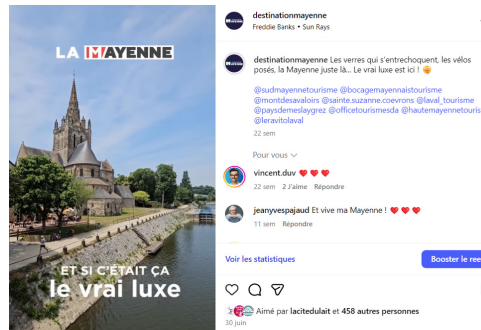 LA MAYENNE
ET SI C'ÉTAIT ÇA
le vrai luxe
destinationmayenne
Freddie Banks • Sun Rays
destinationmayenne Les verres qui s'entrechoquent, les vélos
posés, la Mayenne juste là... Le vrai luxe est ici !
@sudmayennetourisme @bocagemayennaistourisme
@montdesavaloirs @sainte.suzanne.coevrons @laval_tourisme
@paysdemeslaygrez @officetourismesda @hautemayennetouris
@leravitolaval
22 sem
Pour vous
vincent.duv ❤️ ❤️ ❤️
22 sem 2 J'aime Répondre
jeanyvespajaud Et vive ma Mayenne ! ❤️ ❤️ ❤️
11 sem Répondre
Voir les statistiques
Booster le ree
Aimé par lacitedulait et 458 autres personnes
30 juin